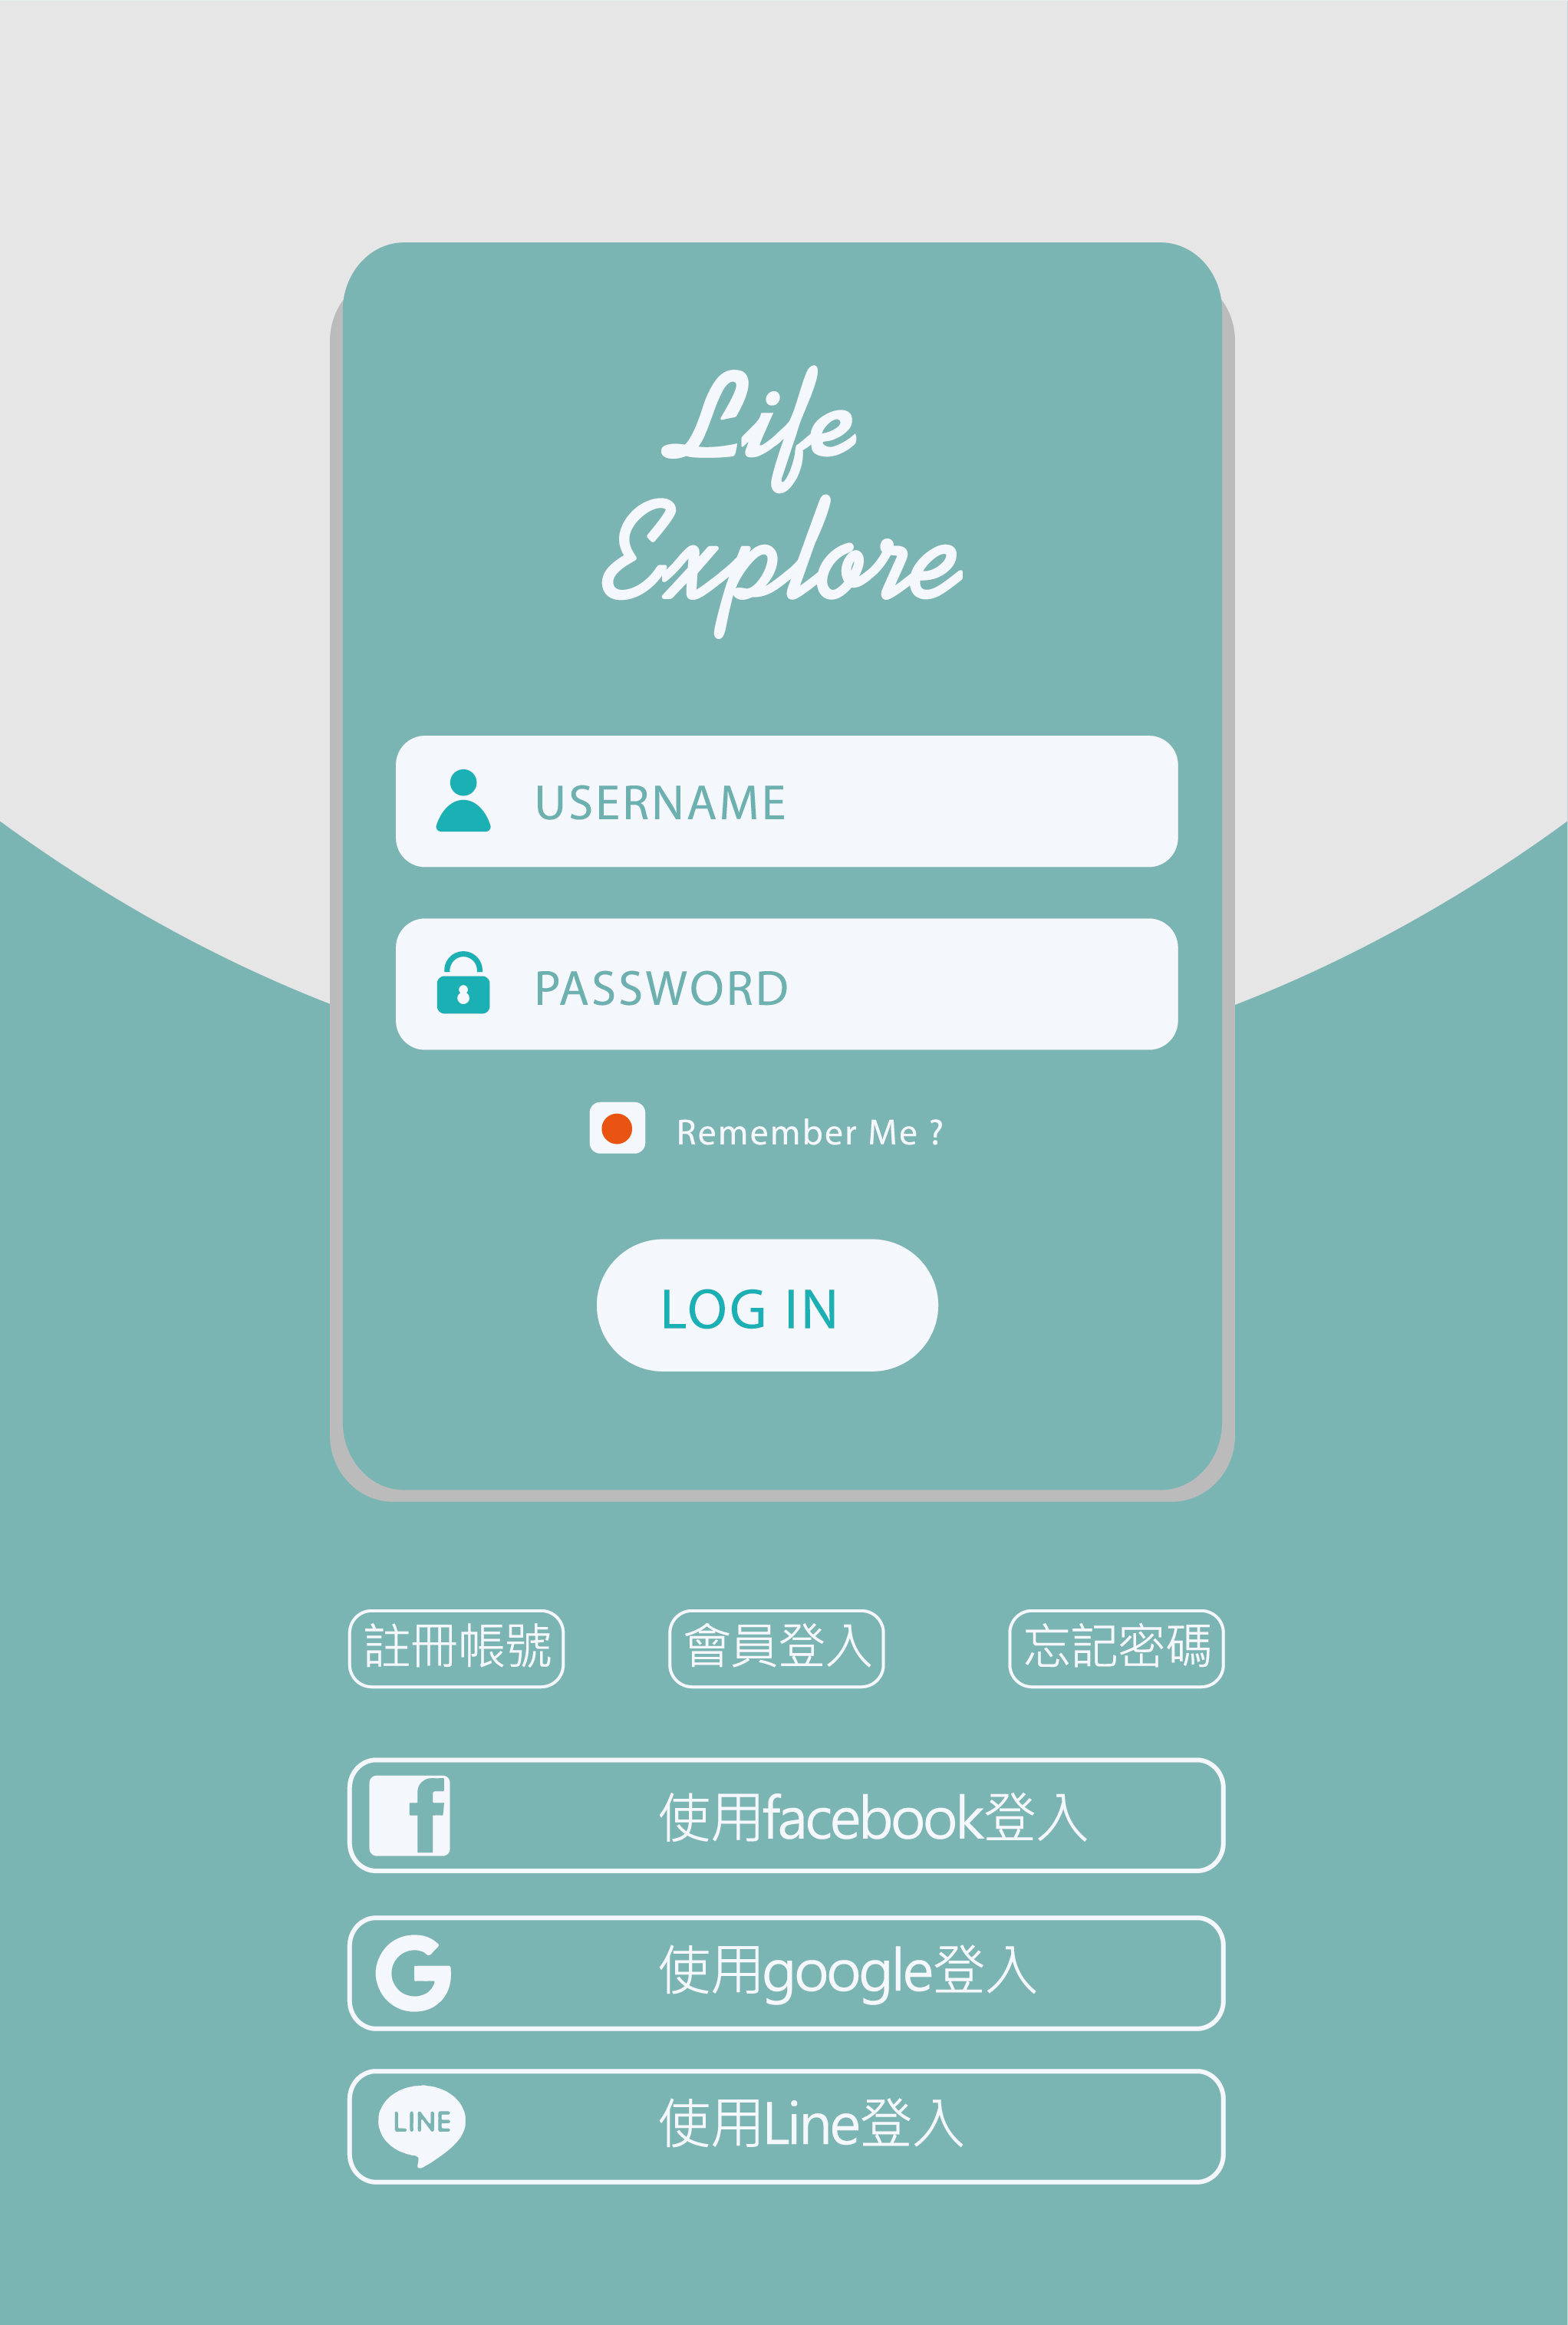 Life
Explore
USERNAME
PASSWORD
Remember Me ?
LOG IN
註冊帳號
會員登入
忘記密碼
使用facebook登入
使用google登入
LINE
使用Line登入